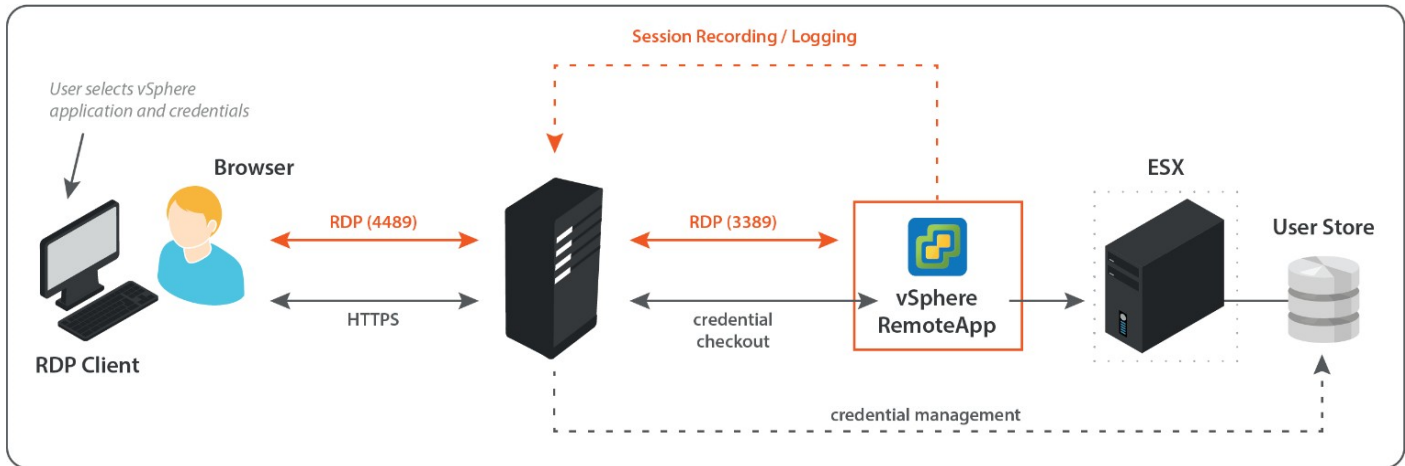 Session Recording / Logging
User selects vSphere
application and credentials
Browser
ESX
RDP (4489)
RDP (3389)
User Store
HTTPS
credential
checkout
vSphere
RemoteApp
RDP Client
credential management